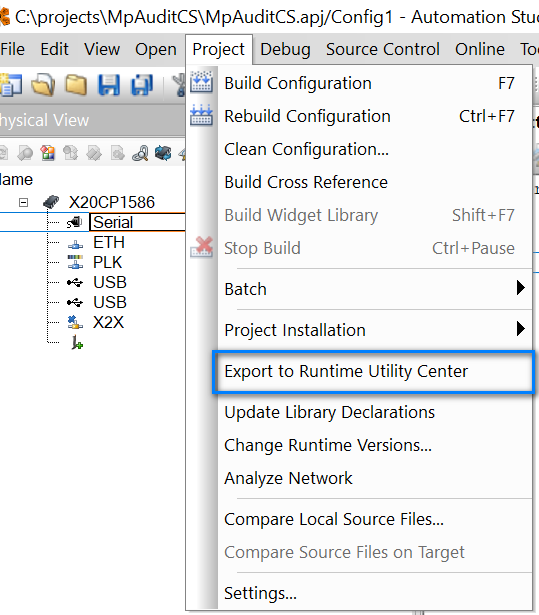 C:\projects\MpAuditCS\MpAuditCS.apj/Config1 - Automation Stu
File Edit View Open Project Debug Source Control Online To
hysical View
ame
X20CP1586
Serial
ETH
PLK
USB
USB
X2X
Build Configuration F7
Rebuild Configuration Ctrl+F7
Clean Configuration...
Build Cross Reference
Build Widget Library Shift+F7
Stop Build Ctrl+Pause
Batch
Project Installation
Export to Runtime Utility Center
Update Library Declarations
Change Runtime Versions...
Analyze Network
Compare Local Source Files...
Compare Source Files on Target
Settings...